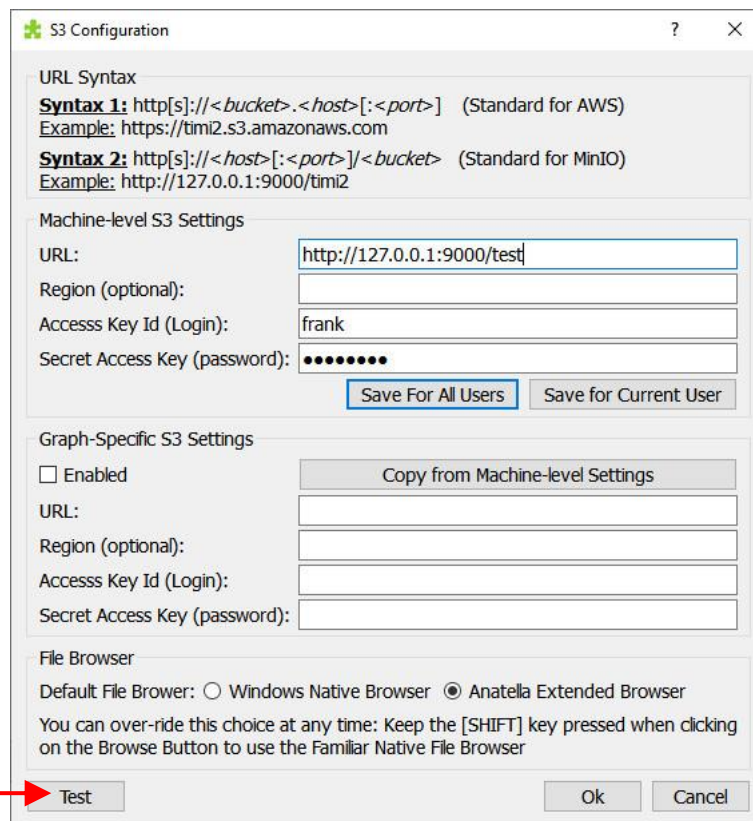 S3 Configuration ? ×
URL Syntax
Syntax 1: http[s]://<bucket>.<host>[:<port>] (Standard for AWS)
Example: https://timi2.s3.amazonaws.com
Syntax 2: http[s]://<host>[:<port>]/<bucket> (Standard for MinIO)
Example: http://127.0.0.1:9000/timi2
Machine-level S3 Settings
URL: http://127.0.0.1:9000/test
Region (optional):
Accesss Key Id (Login): frank
Secret Access Key (password): ●●●●●●●●
Save For All Users Save for Current User
Graph-Specific S3 Settings
Enabled Copy from Machine-level Settings
URL:
Region (optional):
Accesss Key Id (Login):
Secret Access Key (password):
File Browser
Default File Brower: Windows Native Browser Anatella Extended Browser
You can over-ride this choice at any time: Keep the [SHIFT] key pressed when clicking
on the Browse Button to use the Familiar Native File Browser
Test Ok Cancel